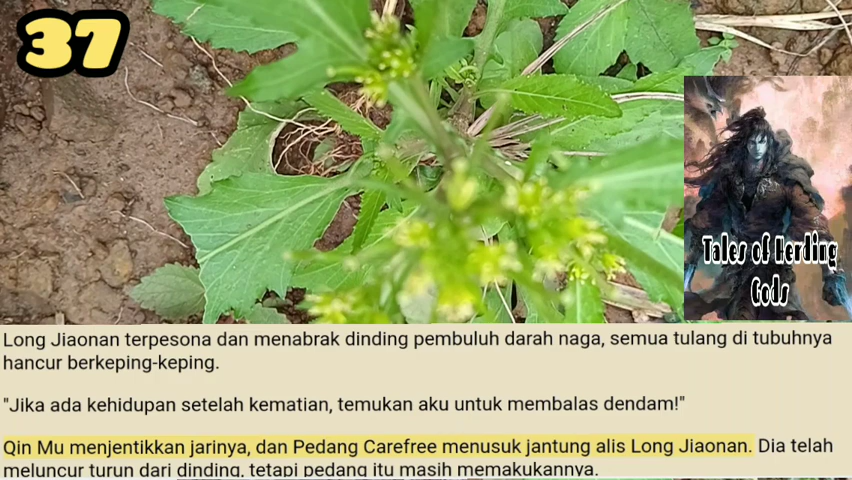 37
Tales of Herding
Gods
Long Jiaonan terpesona dan menabrak dinding pembuluh darah naga, semua tulang di tubuhnya
hancur berkeping-keping.
"Jika ada kehidupan setelah kematian, temukan aku untuk membalas dendam!"
Qin Mu menjentikkan jarinya, dan Pedang Carefree menusuk jantung alis Long Jiaonan. Dia telah
meluncur turun dari dinding, tetapi pedang itu masih memakukannya.